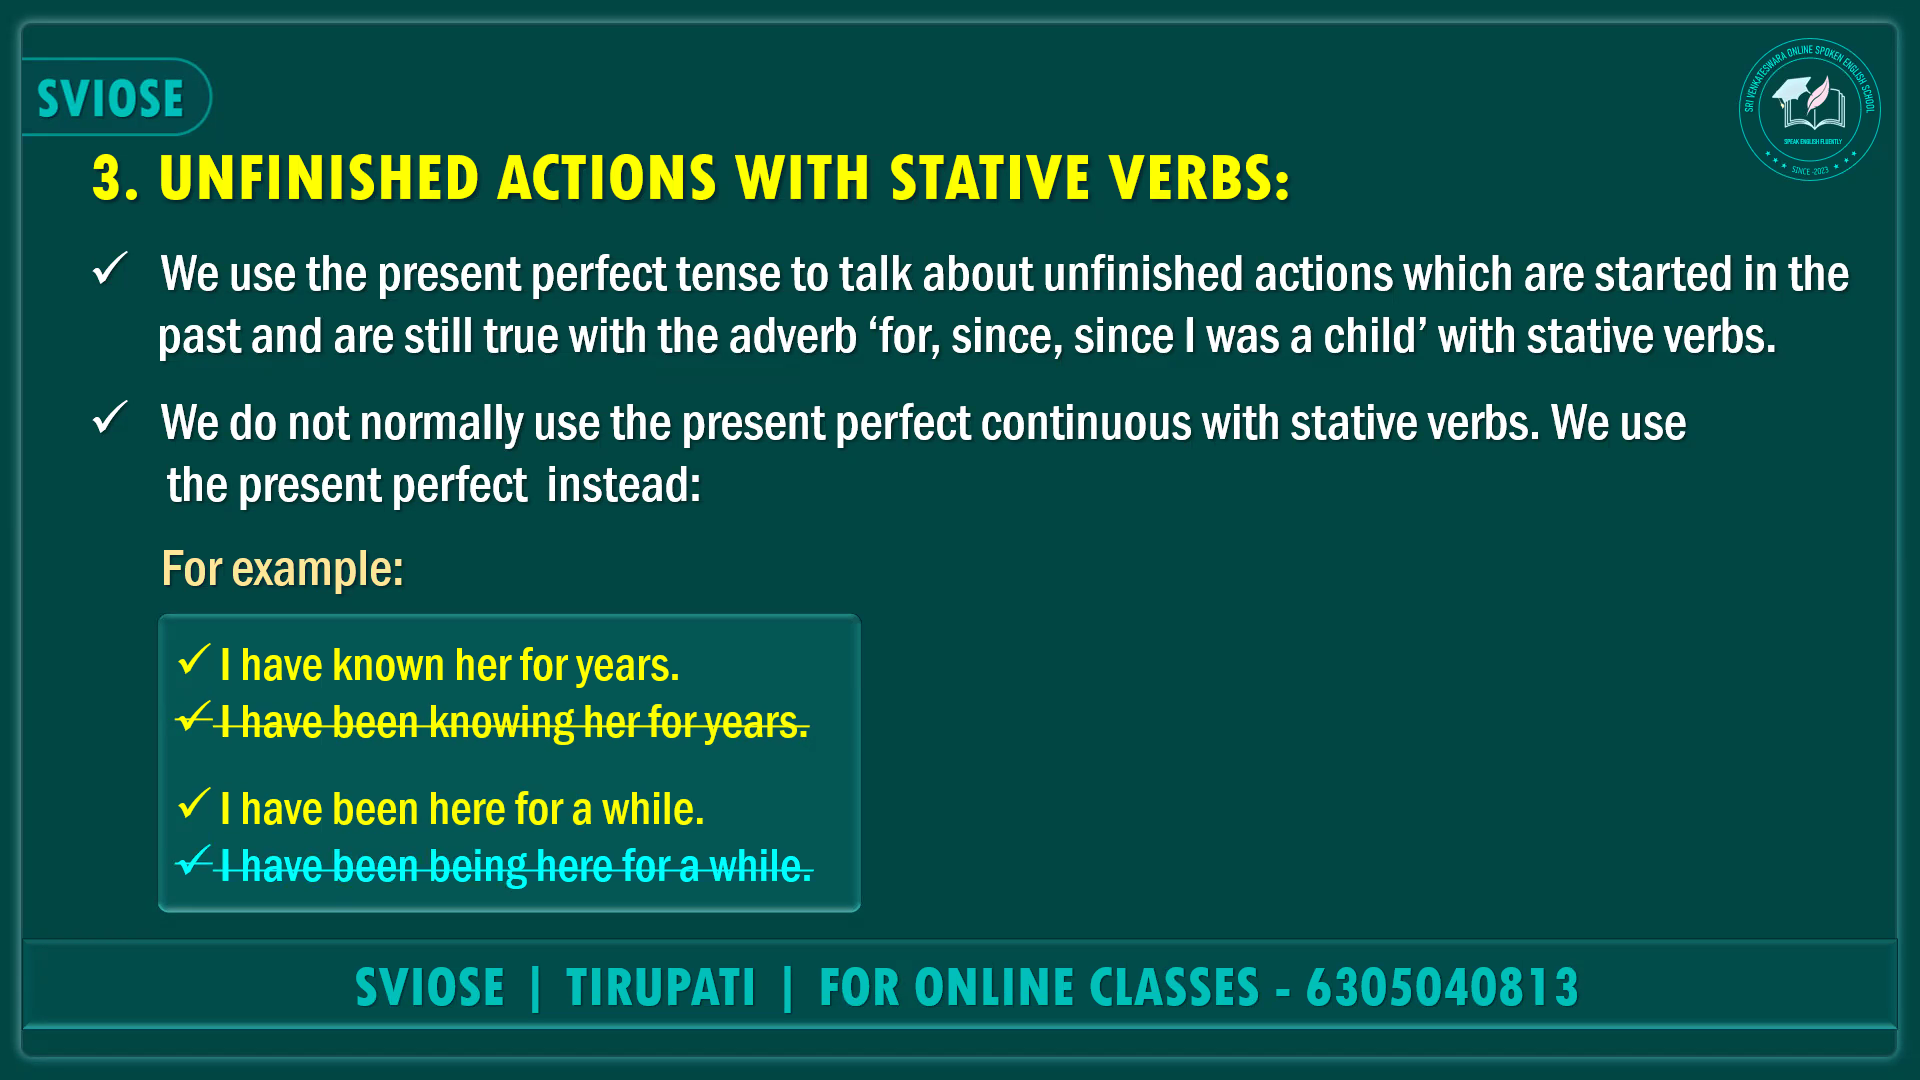 SVIOSE
SRI VENKATESWARA ONLINE SPOKEN ENGLISH SCHOOL
SPEAK ENGLISH FLUENTLY
SINCE -2023
3. UNFINISHED ACTIONS WITH STATIVE VERBS:
✓ We use the present perfect tense to talk about unfinished actions which are started in the
past and are still true with the adverb ‘for, since, since I was a child’ with stative verbs.
✓ We do not normally use the present perfect continuous with stative verbs. We use
the present perfect instead:
For example:
✓ I have known her for years.
✓ I have been knowing her for years.
✓ I have been here for a while.
✓ I have been being here for a while.
SVIOSE | TIRUPATI | FOR ONLINE CLASSES - 6305040813